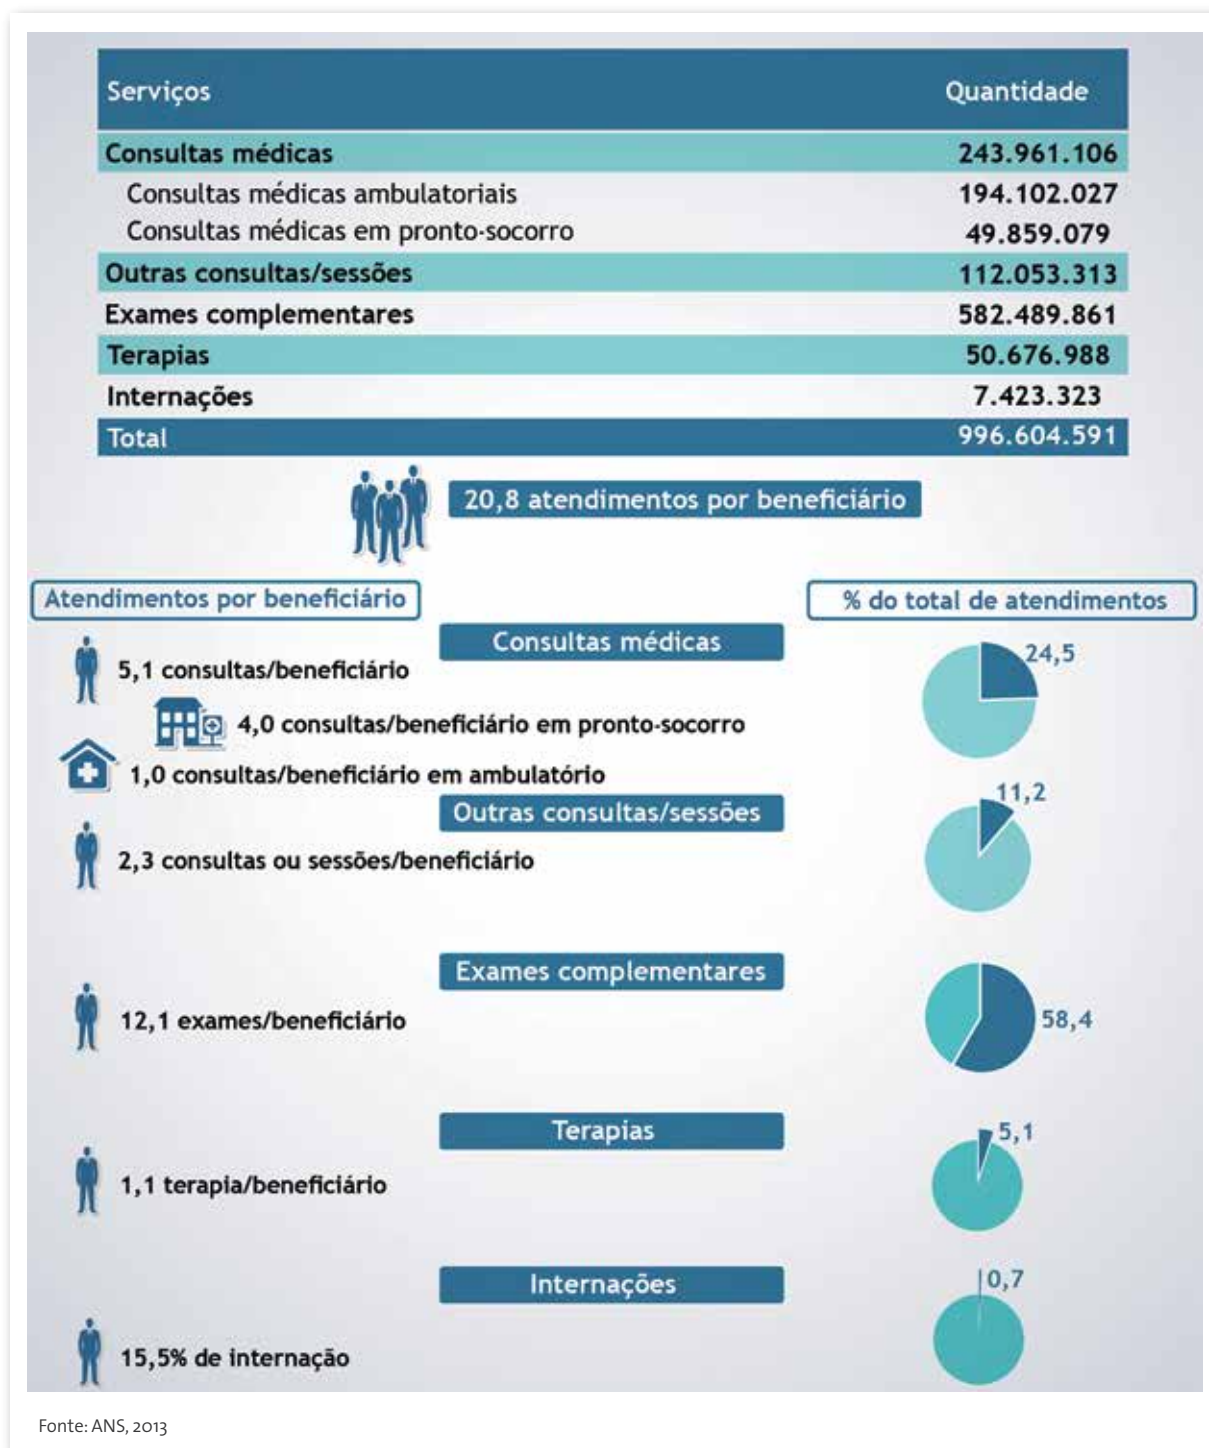 Serviços Quantidade
Consultas médicas 243.961.106
Consultas médicas ambulatoriais 194.102.027
Consultas médicas em pronto-socorro 49.859.079
Outras consultas/sessões 112.053.313
Exames complementares 582.489.861
Terapias 50.676.988
Internações 7.423.323
Total 996.604.591
20,8 atendimentos por beneficiário
Atendimentos por beneficiário % do total de atendimentos
Consultas médicas
5,1 consultas/beneficiário 24,5
4,0 consultas/beneficiário em pronto-socorro
1,0 consultas/beneficiário em ambulatório
Outras consultas/sessões 11,2
2,3 consultas ou sessões/beneficiário
Exames complementares
12,1 exames/beneficiário 58,4
Terapias 5,1
1,1 terapia/beneficiário
Internações 0,7
15,5% de internação
Fonte: ANS, 2013